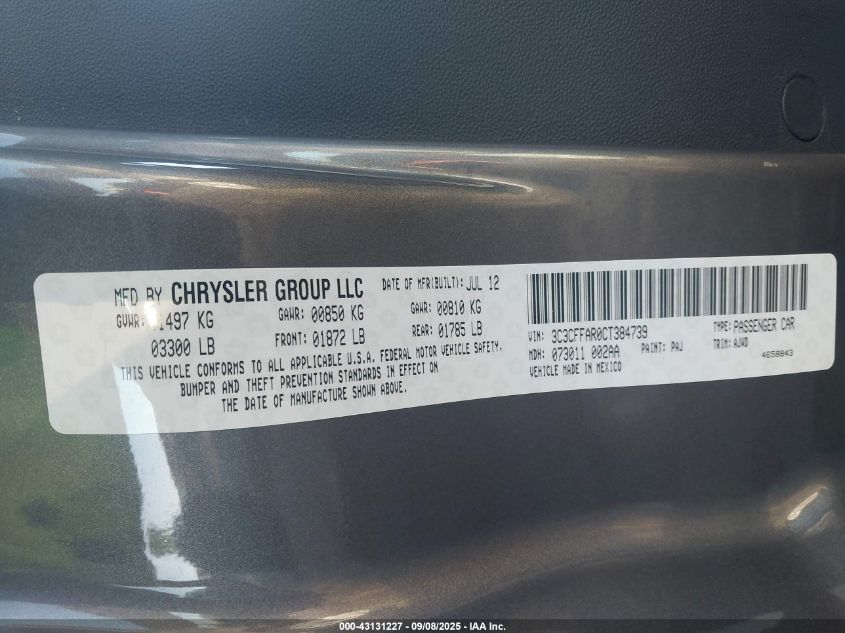 MFD BY CHRYSLER GROUP LLC DATE OF MFR(BUILT): JUL 12
GVWR: 01497 KG GAWR: 00850 KG GAWR: 00810 KG
03300 LB FRONT: 01872 LB REAR: 01785 LB
THIS VEHICLE CONFORMS TO ALL APPLICABLE U.S.A. FEDERAL MOTOR VEHICLE SAFETY,
BUMPER AND THEFT PREVENTION STANDARDS IN EFFECT ON
THE DATE OF MANUFACTURE SHOWN ABOVE.
VIN: 3C3CFFAR0CT384739 TYPE: PASSENGER CAR
MDH: 073011 002AA PAINT: PAJ TRIM: AJWD
VEHICLE MADE IN MEXICO 4658843
000-43131227 - 09/08/2025 - IAA Inc.